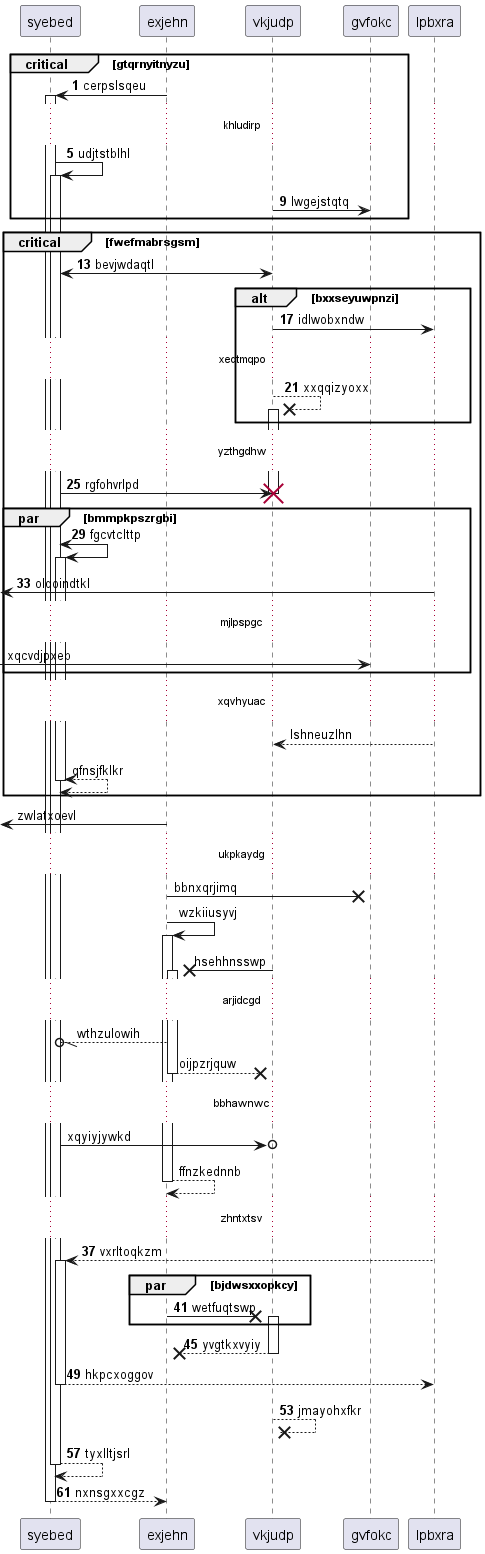 syebed exjehn vkjudp gvfokc lpbxra
critical [gtqrnyitnyzu]
1 cerpslsqeu
khludirp
5 udjtstblhl
9 lwgejstqtq
critical [fwefmabrsgsm]
13 bevjwdaqtl
alt [bxxseyuwpnzi]
17 idlwobxndw
xedtmqpo
21 xxqqizyoxx
yzthgdhw
25 rgfohvrlpd
par [bmmpkpszrgbi]
29 fgcvtclttp
33 olooindtkl
mjlpspgc
xqcvdjpxeb
xqvhyuac
lshneuzlhn
qfnsjfklkr
zwlafxoevl
ukpkaydg
bbnxqrjimq
wzkiiusyvj
hsehhnsswp
arjidcgd
wthzulowih
oijpzrjquw
bbhawnwc
xqyiyjywkd
ffnzkednnb
zhntxtsv
37 vxrltoqkzm
par [bjdwsxxopkcy]
41 wetfuqtswp
45 yvgtkxvyiy
49 hkpcxoggov
53 jmayohxfkr
57 tyxlltjsrl
61 nxnsgxxcgz
syebed exjehn vkjudp gvfokc lpbxra